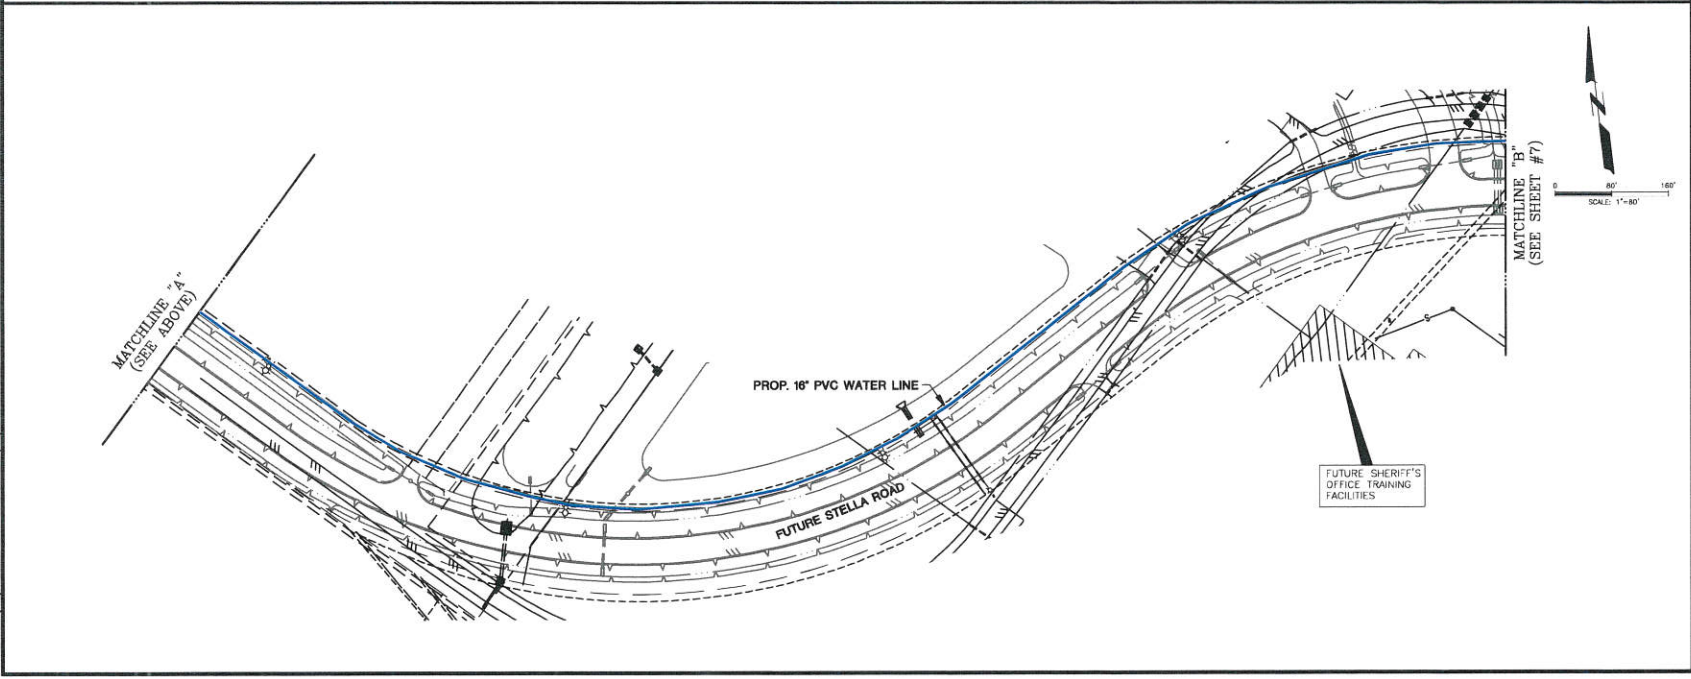 MATCHLINE "A"
(SEE ABOVE)
PROP. 16" PVC WATER LINE
FUTURE STELLA ROAD
S
MATCHLINE "B"
(SEE SHEET #7)
N
0 80' 160'
SCALE: 1"=80'
FUTURE SHERIFF'S
OFFICE TRAINING
FACILITIES